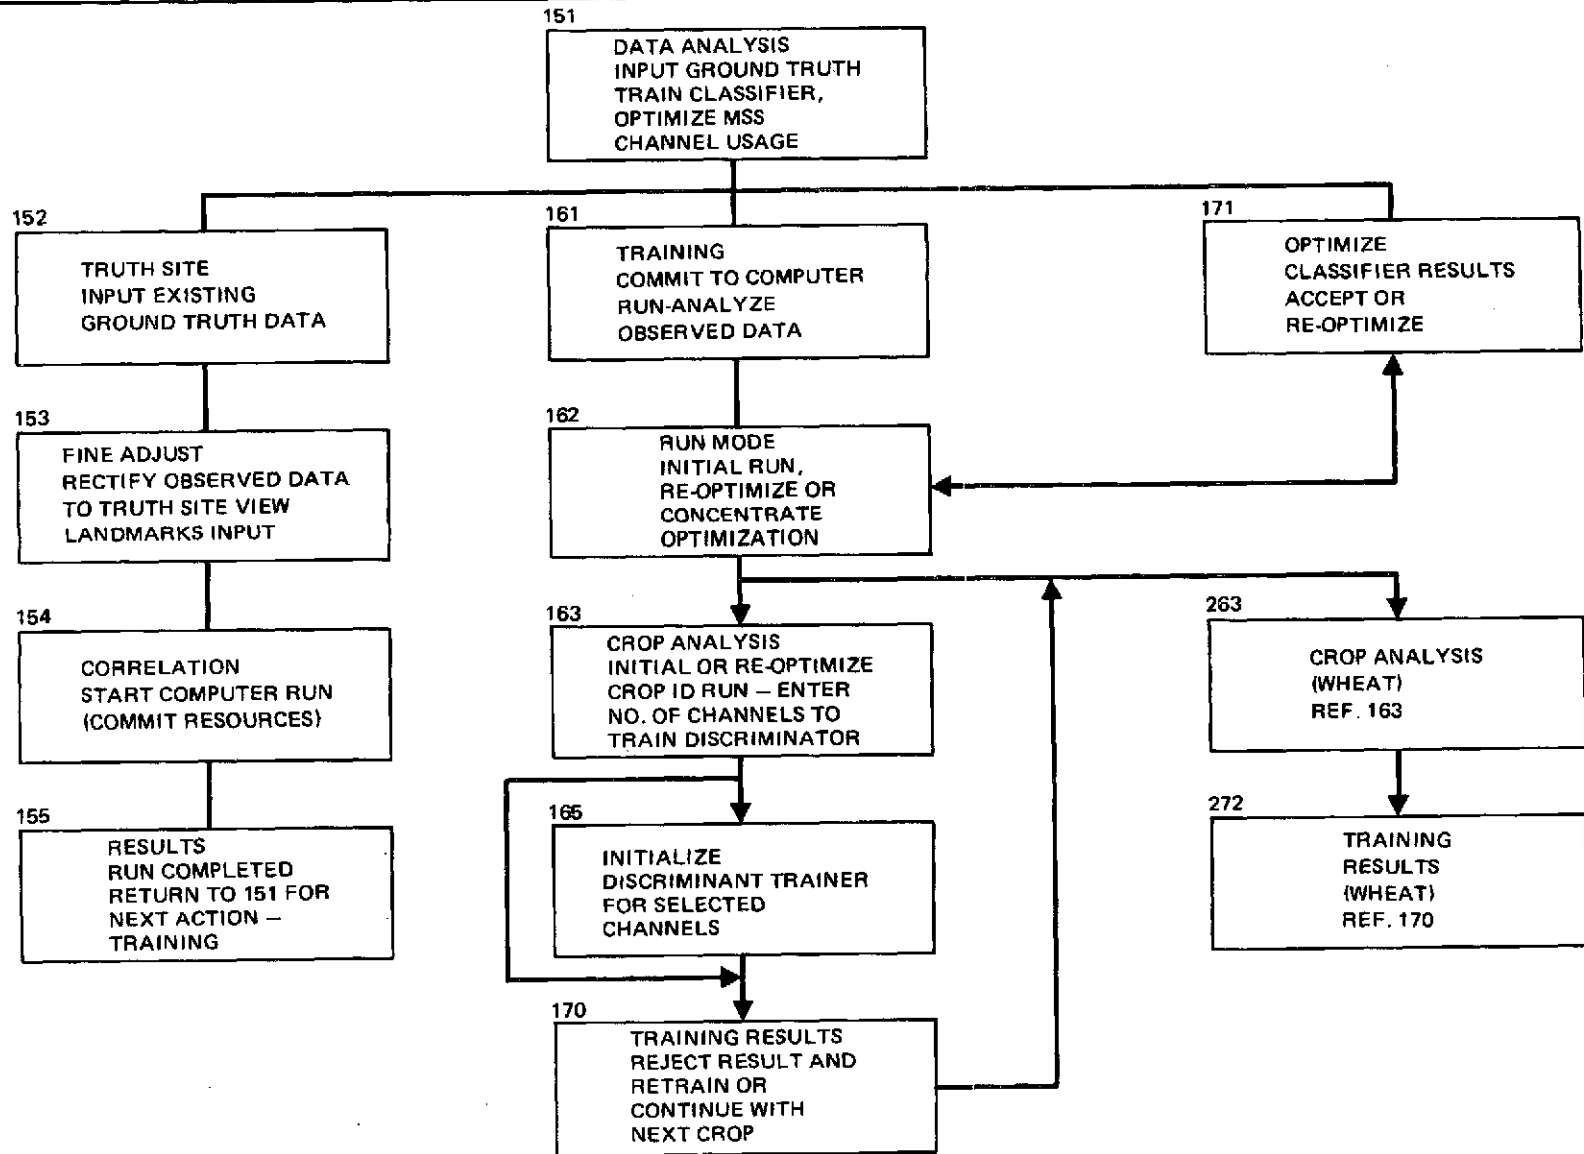 151
DATA ANALYSIS
INPUT GROUND TRUTH
TRAIN CLASSIFIER,
OPTIMIZE MSS
CHANNEL USAGE
152
TRUTH SITE
INPUT EXISTING
GROUND TRUTH DATA
161
TRAINING
COMMIT TO COMPUTER
RUN-ANALYZE
OBSERVED DATA
171
OPTIMIZE
CLASSIFIER RESULTS
ACCEPT OR
RE-OPTIMIZE
153
FINE ADJUST
RECTIFY OBSERVED DATA
TO TRUTH SITE VIEW
LANDMARKS INPUT
162
RUN MODE
INITIAL RUN,
RE-OPTIMIZE OR
CONCENTRATE
OPTIMIZATION
154
CORRELATION
START COMPUTER RUN
(COMMIT RESOURCES)
163
CROP ANALYSIS
INITIAL OR RE-OPTIMIZE
CROP ID RUN — ENTER
NO. OF CHANNELS TO
TRAIN DISCRIMINATOR
263
CROP ANALYSIS
(WHEAT)
REF. 163
155
RESULTS
RUN COMPLETED
RETURN TO 151 FOR
NEXT ACTION —
TRAINING
165
INITIALIZE
DISCRIMINANT TRAINER
FOR SELECTED
CHANNELS
272
TRAINING
RESULTS
(WHEAT)
REF. 170
170
TRAINING RESULTS
REJECT RESULT AND
RETRAIN OR
CONTINUE WITH
NEXT CROP